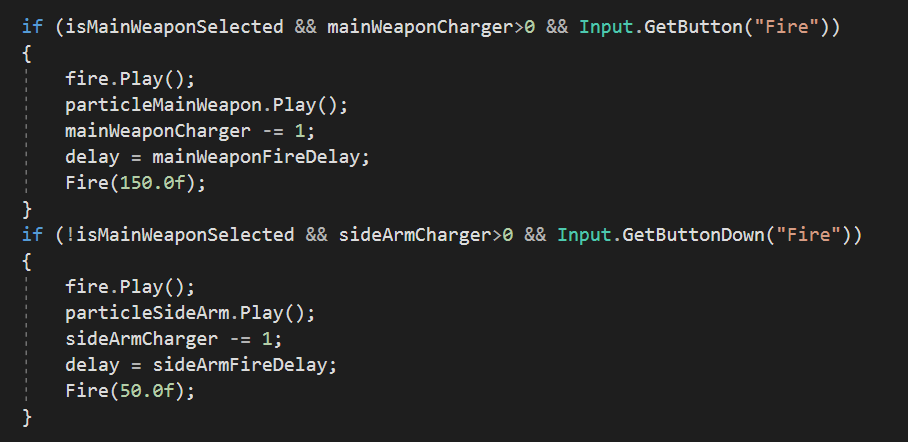 if (isMainWeaponSelected && mainWeaponCharger>0 && Input.GetButton("Fire"))
{
fire.Play();
particleMainWeapon.Play();
mainWeaponCharger -= 1;
delay = mainWeaponFireDelay;
Fire(150.0f);
}
if (!isMainWeaponSelected && sideArmCharger>0 && Input.GetButtonDown("Fire"))
{
fire.Play();
particleSideArm.Play();
sideArmCharger -= 1;
delay = sideArmFireDelay;
Fire(50.0f);
}